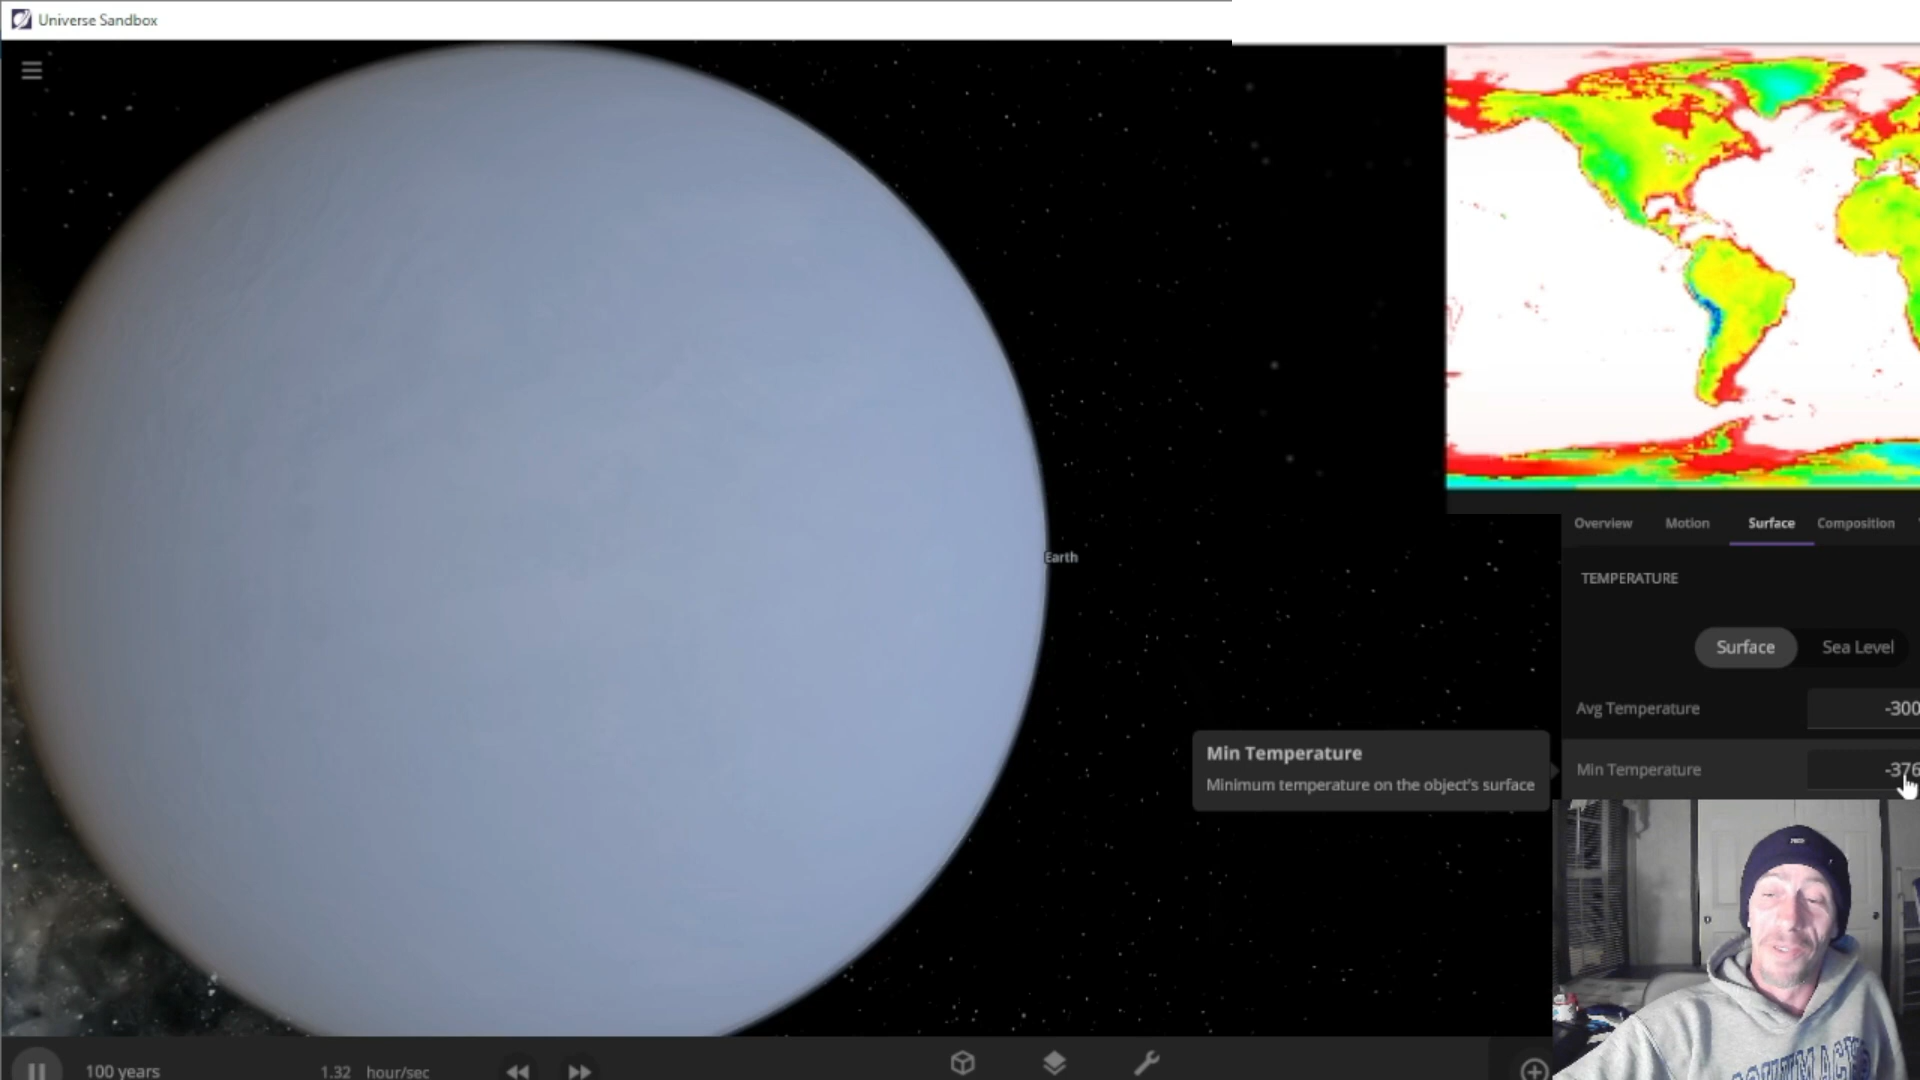 Universe Sandbox
Earth
Overview Motion Surface Composition
TEMPERATURE
Surface Sea Level
Avg Temperature -300
Min Temperature -376
Min Temperature
Minimum temperature on the object's surface
100 years 1.32 hour/sec